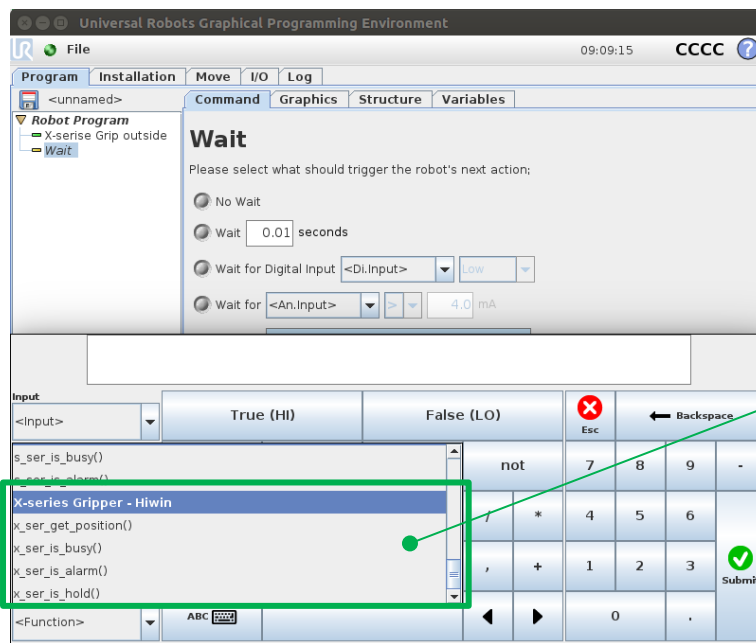 Universal Robots Graphical Programming Environment
UR File 09:09:15 CCCC ?
Program Installation Move I/O Log
<unnamed> Command Graphics Structure Variables
Robot Program
X-serise Grip outside
Wait
Wait
Please select what should trigger the robot's next action;
No Wait
Wait 0.01 seconds
Wait for Digital Input <Di.Input> Low
Wait for <An.Input> > 4.0 mA
Input
<Input> True (HI) False (LO) Esc Backspace
s_ser_is_busy()
s_ser_is_alarm()
not 7 8 9 -
X-series Gripper - Hiwin
x_ser_get_position()
/ * 4 5 6
x_ser_is_busy()
x_ser_is_alarm()
, + 1 2 3 Submit
x_ser_is_hold()
<Function> ABC 0 .